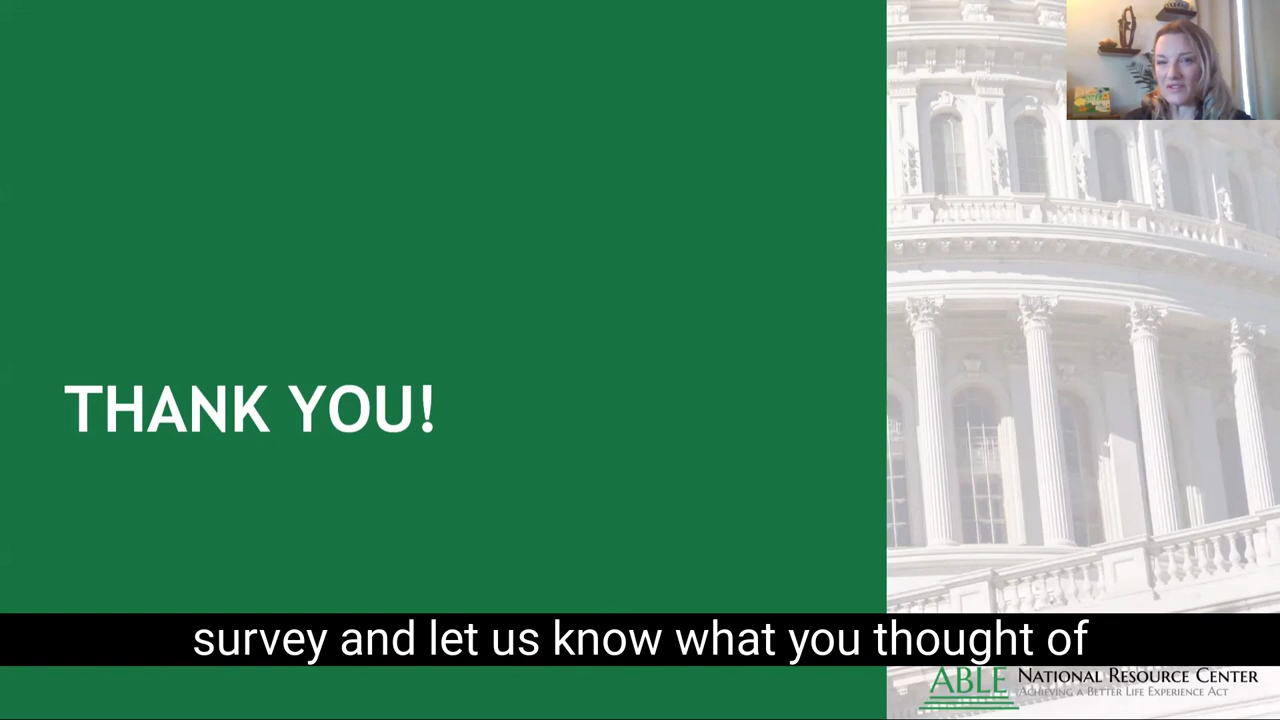 THANK YOU!
survey and let us know what you thought of
ABLE NATIONAL RESOURCE CENTER
ACHIEVING A BETTER LIFE EXPERIENCE ACT